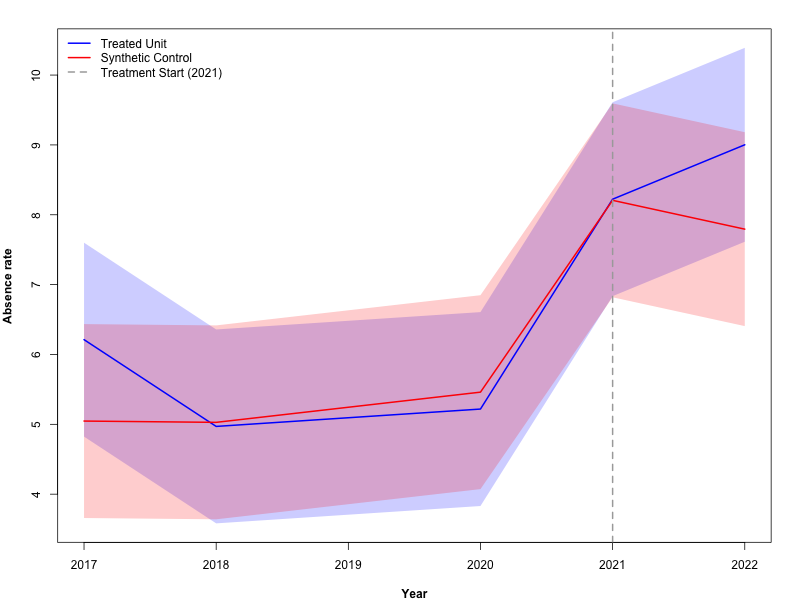 Treated Unit
Synthetic Control
Treatment Start (2021)
10
9
8
7
6
5
4
Absence rate
2017 2018 2019 2020 2021 2022
Year